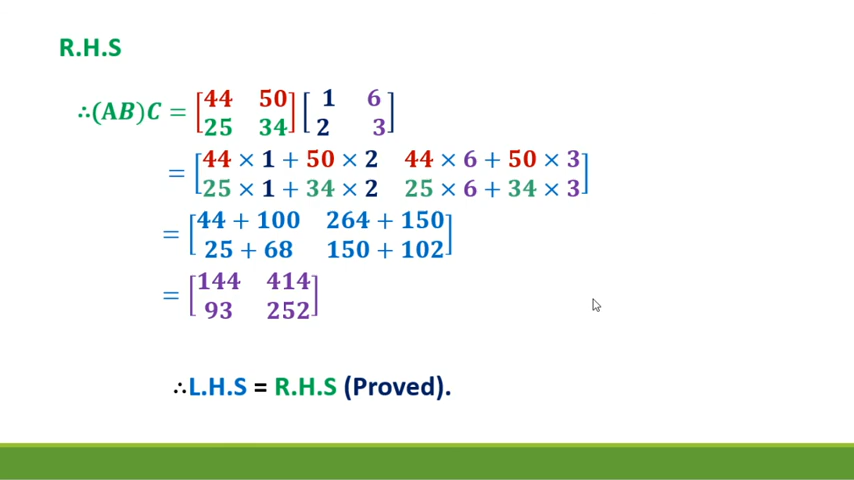 R.H.S
∴(AB)C = [44 50
25 34] [1 6
2 3]
= [44 × 1 + 50 × 2 44 × 6 + 50 × 3
25 × 1 + 34 × 2 25 × 6 + 34 × 3]
= [44 + 100 264 + 150
25 + 68 150 + 102]
= [144 414
93 252]
∴L.H.S = R.H.S (Proved).